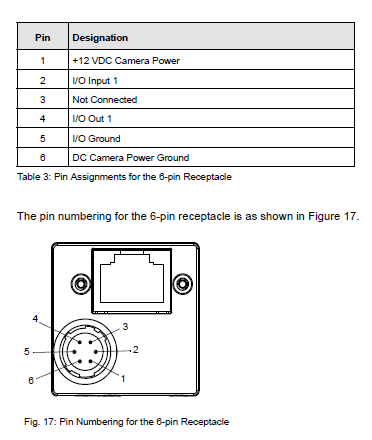 Pin Designation
1 +12 VDC Camera Power
2 I/O Input 1
3 Not Connected
4 I/O Out 1
5 I/O Ground
6 DC Camera Power Ground
Table 3: Pin Assignments for the 6-pin Receptacle
The pin numbering for the 6-pin receptacle is as shown in Figure 17.
4
3
5
2
6
1
Fig. 17: Pin Numbering for the 6-pin Receptacle